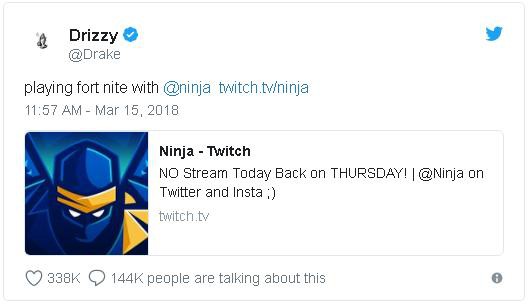 Drizzy
@Drake
playing fort nite with @ninja twitch.tv/ninja
11:57 AM - Mar 15, 2018
Ninja - Twitch
NO Stream Today Back on THURSDAY! | @Ninja on
Twitter and Insta ;)
twitch.tv
338K 144K people are talking about this